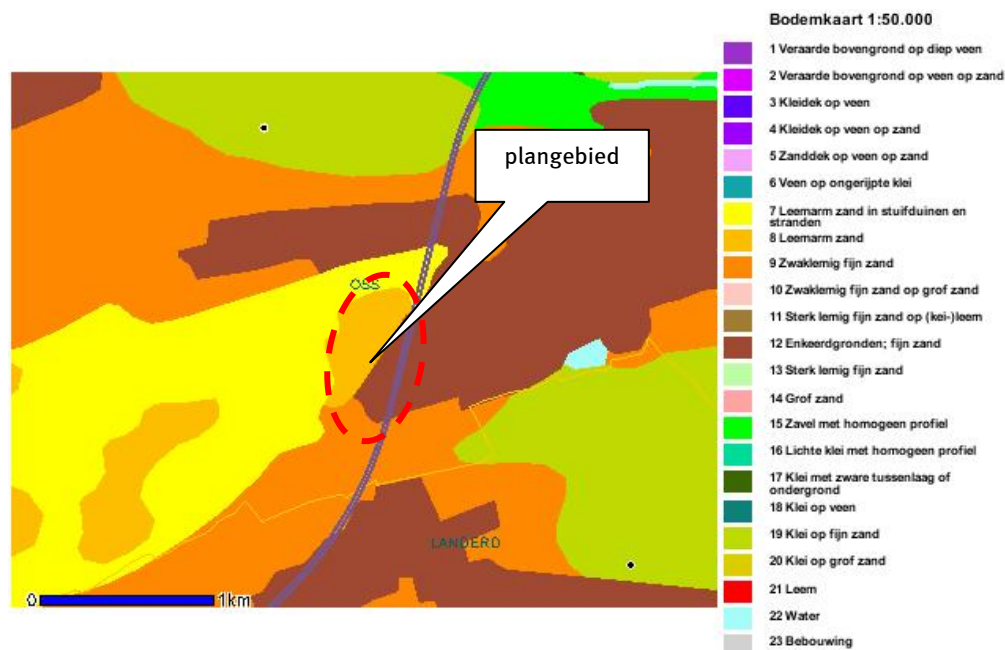 Bodemkaart 1:50.000
1 Veraarde bovengrond op diep veen
2 Veraarde bovengrond op veen op zand
3 Kleidek op veen
4 Kleidek op veen op zand
5 Zanddek op veen op zand
6 Veen op ongerijpte klei
7 Leemarm zand in stuifduinen en
stranden
8 Leemarm zand
9 Zwaklemig fijn zand
10 Zwaklemig fijn zand op grof zand
11 Sterk lemig fijn zand op (kei-)leem
12 Enkeerdgronden; fijn zand
13 Sterk lemig fijn zand
14 Grof zand
15 Zavel met homogeen profiel
16 Lichte klei met homogeen profiel
17 Klei met zware tussenlaag of
ondergrond
18 Klei op veen
19 Klei op fijn zand
20 Klei op grof zand
21 Leem
22 Water
23 Bebouwing
plangebied
OSS
LANDERD
0 1km